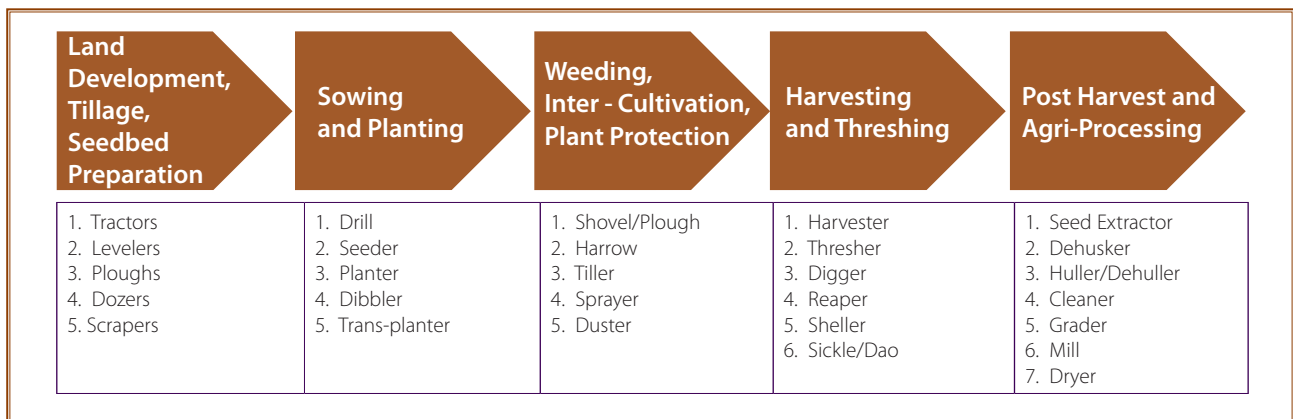 Land
Development,
Tillage,
Seedbed
Preparation
Sowing
and Planting
Weeding,
Inter - Cultivation,
Plant Protection
Harvesting
and Threshing
Post Harvest and
Agri-Processing
1. Tractors
2. Levelers
3. Ploughs
4. Dozers
5. Scrapers
1. Drill
2. Seeder
3. Planter
4. Dibbler
5. Trans-planter
1. Shovel/Plough
2. Harrow
3. Tiller
4. Sprayer
5. Duster
1. Harvester
2. Thresher
3. Digger
4. Reaper
5. Sheller
6. Sickle/Dao
1. Seed Extractor
2. Dehusker
3. Huller/Dehuller
4. Cleaner
5. Grader
6. Mill
7. Dryer